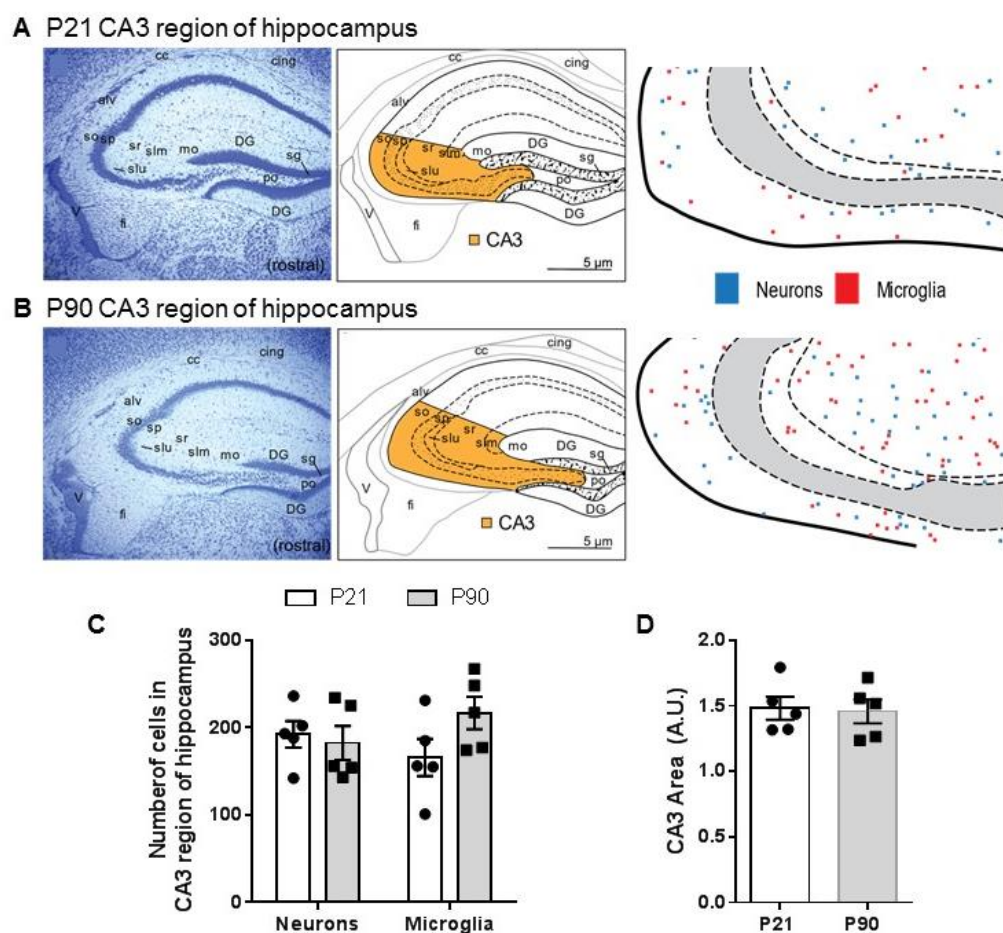 A P21 CA3 region of hippocampus
cc
cing
alv
so sp
sr
slm
mo
DG
sg
slu
po
DG
V
fi
(rostral)
cc
cing
alv
so sp
sr
slm
mo
DG
sg
slu
po
DG
V
fi
CA3
5 µm
Neurons Microglia
B P90 CA3 region of hippocampus
cc
cing
alv
so
sp
sr
slu
slm
mo
DG
sg
po
DG
V
fi
(rostral)
cc
cing
alv
so
sp
sr
slu
slm
mo
DG
sg
po
DG
V
fi
CA3
5 µm
P21 P90
C
Numberof cells in
CA3 region of hippocampus
300
200
100
0
Neurons Microglia
D
CA3 Area (A.U.)
2.0
1.5
1.0
0.5
0.0
P21 P90